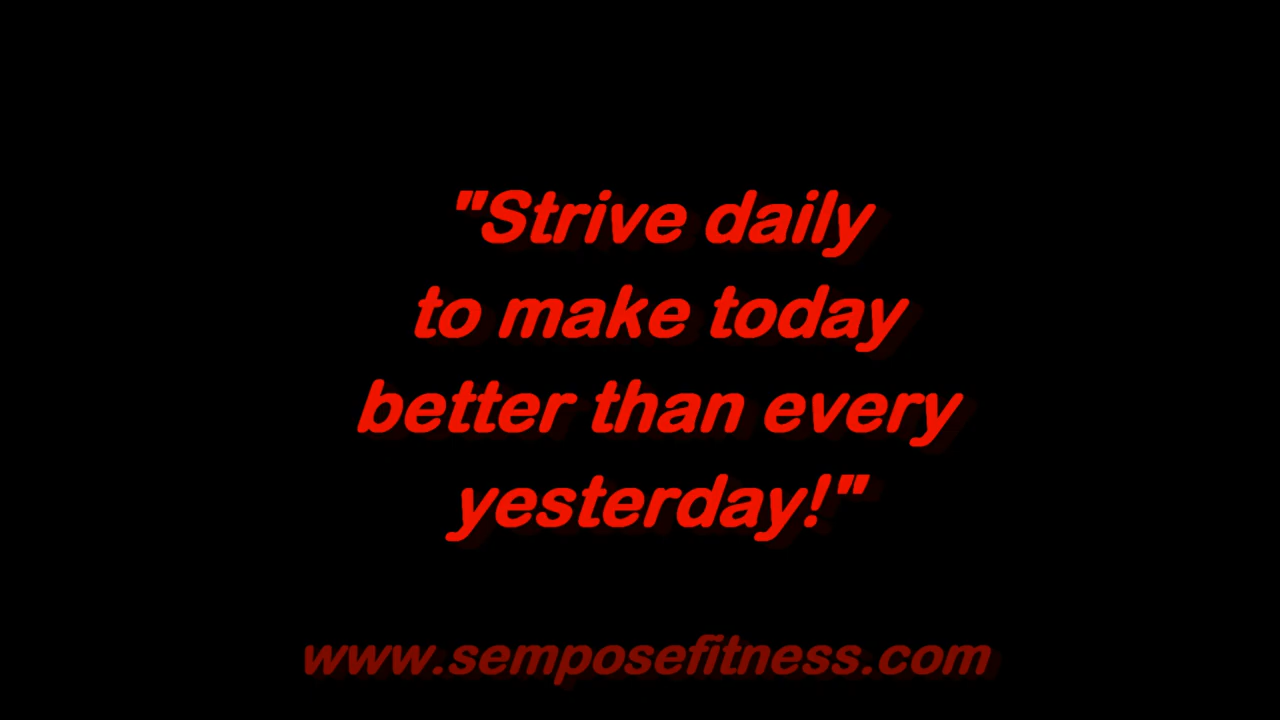 "Strive daily
to make today
better than every
yesterday!"
www.semposefitness.com